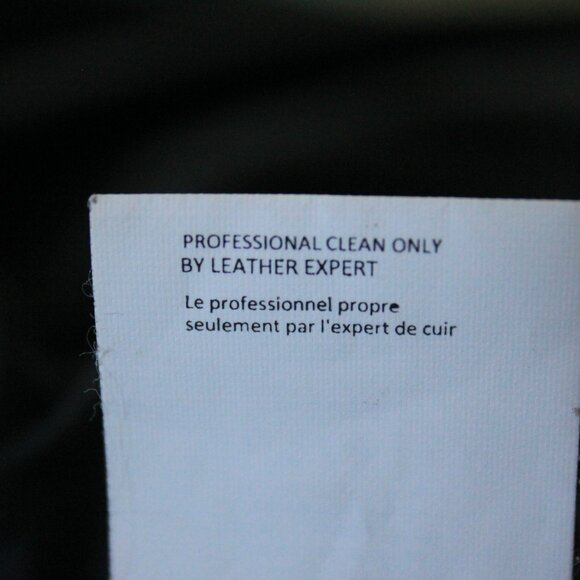 PROFESSIONAL CLEAN ONLY
BY LEATHER EXPERT
Le professionnel propre
seulement par l'expert de cuir